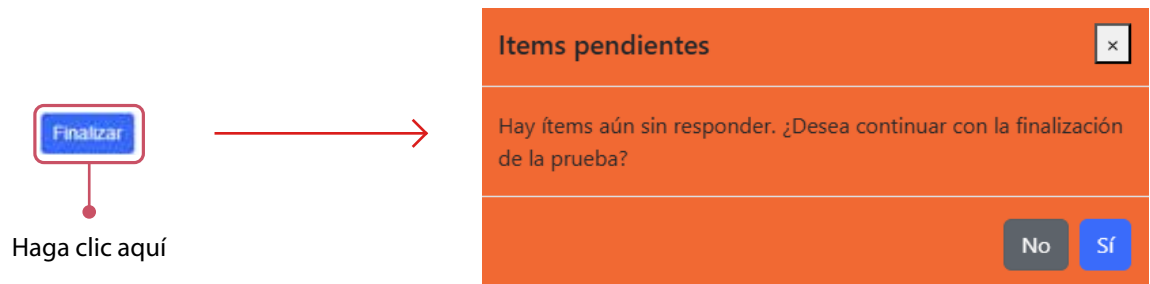 Finalizar
Haga clic aquí
Items pendientes
×
Hay ítems aún sin responder. ¿Desea continuar con la finalización
de la prueba?
No
Sí